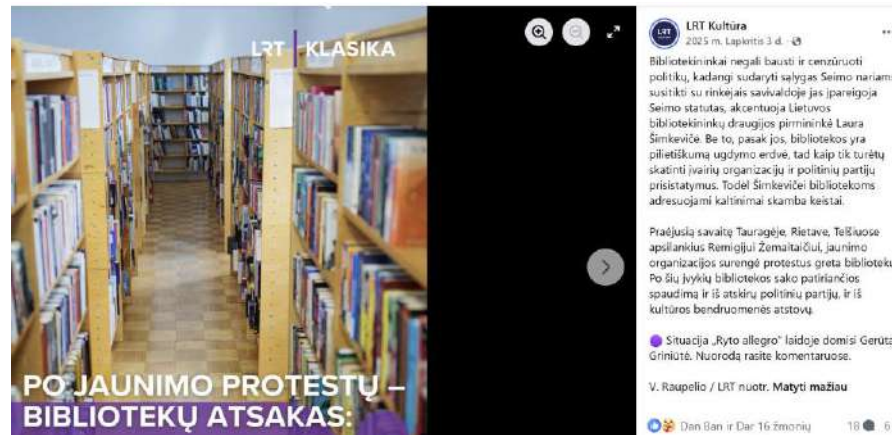 LRT KLASIKA
PO JAUNIMO PROTESTŲ –
BIBLIOTEKŲ ATSAKAS:
LRT Kultūra
2025 m. Lapkritis 3 d. ·
Bibliotekininkai negali bausti ir cenzūruoti
politikų, kadangi sudaryti sąlygas Seimo nariams
susitikti su rinkėjais savivaldoje jas įpareigoja
Seimo statutas, akcentuoja Lietuvos
bibliotekininkų draugijos pirmininkė Laura
Šimkevičė. Be to, pasak jos, bibliotekos yra
pilietiškumą ugdymo erdvė, tad kaip tik turėtų
skatinti įvairių organizacijų ir politinių partijų
prisistatymus. Todėl Šimkevičei bibliotekoms
adresuojami kaltinimai skamba keistai.
Praėjusią savaitę Tauragėje, Rietave, Telšiuose
apsilankius Remigijui Žemaitaičiui, jaunimo
organizacijos surengė protestus greta bibliotekų
Po šių įvykių bibliotekos sako patiriančios
spaudimą ir iš atskirų politinių partijų, ir iš
kultūros bendruomenės atstovų.
Situacija „Ryto allegro“ laidoje domisi Gerūta
Griniūtė. Nuorodą rasite komentaruose.
V. Raupelio / LRT nuotr. Matyti mažiau
Dan Ban ir Dar 16 žmonių
18 6